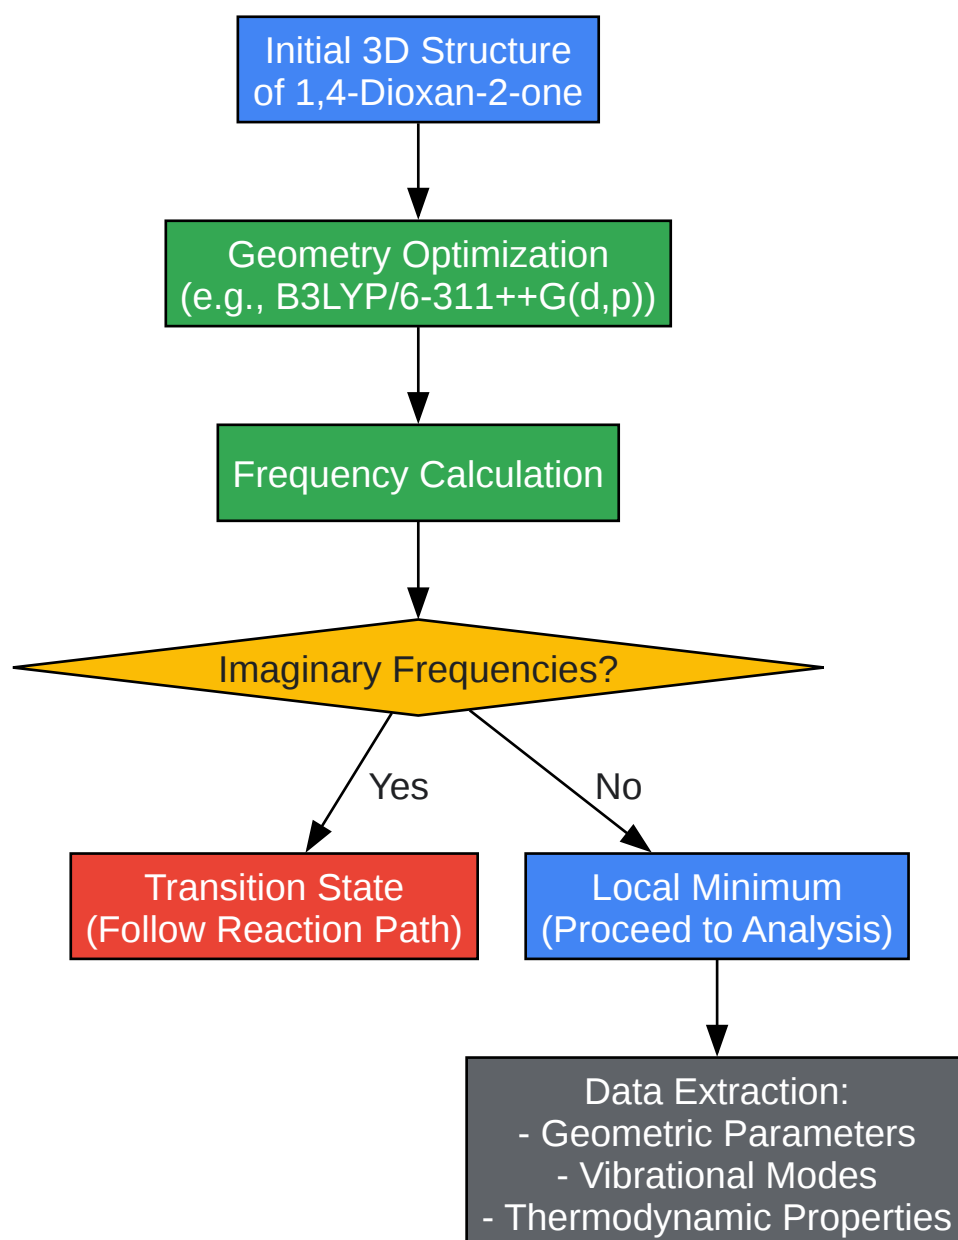 Initial 3D Structure
of 1,4-Dioxan-2-one
Geometry Optimization
(e.g., B3LYP/6-311++G(d,p))
Frequency Calculation
Imaginary Frequencies?
Yes
No
Transition State
(Follow Reaction Path)
Local Minimum
(Proceed to Analysis)
Data Extraction:
- Geometric Parameters
- Vibrational Modes
- Thermodynamic Properties